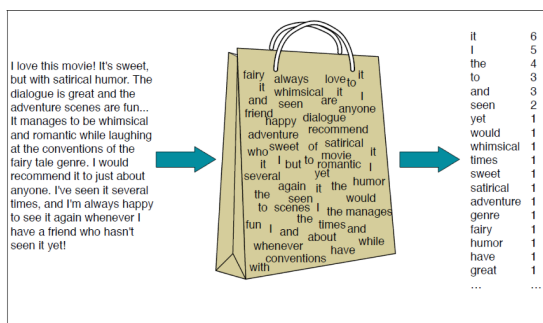 I love this movie! It's sweet,
but with satirical humor. The
dialogue is great and the
adventure scenes are fun...
It manages to be whimsical
and romantic while laughing
at the conventions of the
fairy tale genre. I would
recommend it to just about
anyone. I've seen it several
times, and I'm always happy
to see it again whenever I
have a friend who hasn't
seen it yet!
fairy always love to it
it whimsical it I
and seen are anyone
friend happy dialogue
adventure recommend
who sweet of satirical
it I but to movie romantic it I
several yet
again it the humor
the seen would
to scenes I the manages
fun the times and
I and about while
whenever have
conventions
with
it 6
I 5
the 4
to 3
and 3
seen 2
yet 1
would 1
whimsical 1
times 1
sweet 1
satirical 1
adventure 1
genre 1
fairy 1
humor 1
have 1
great 1
... ...